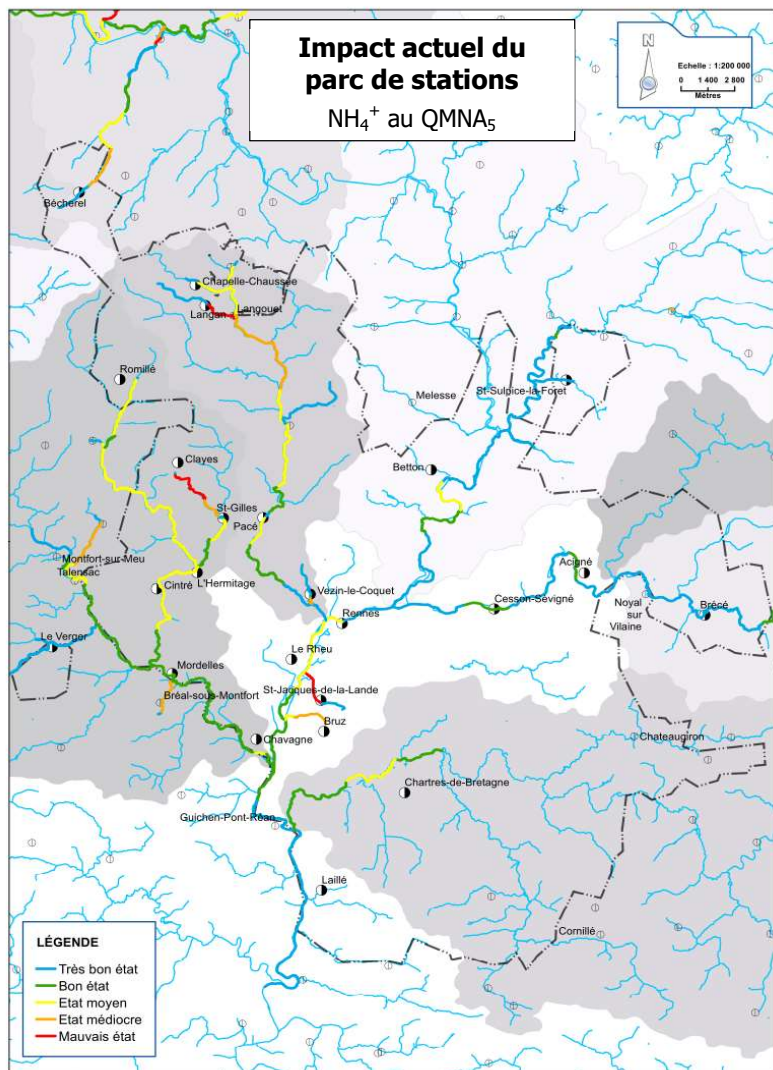 Impact actuel du
parc de stations
NH₄⁺ au QMNA₅
N
Echelle : 1:200 000
0 1 400 2 800
Mètres
Bécherel
Chapelle-Chaussée
Langan
Langouet
Romillé
Melesse
St-Sulpice-la-Foret
Clayes
Betton
St-Gilles
Pacé
Montfort-sur-Meu
Talensac
L'Hermitage
Cintré
Acigné
Vezin-le-Coquet
Rennes
Cesson-Sévigné
Noyal
sur
Vilaine
Brécé
Le Verger
Le Rheu
Mordelles
St-Jacques-de-la-Lande
Bréal-sous-Montfort
Bruz
Chavagne
Chateaugiron
Chartres-de-Bretagne
Guichen-Pont-Réan
Laillé
Cornillé
LÉGENDE
Très bon état
Bon état
Etat moyen
Etat médiocre
Mauvais état